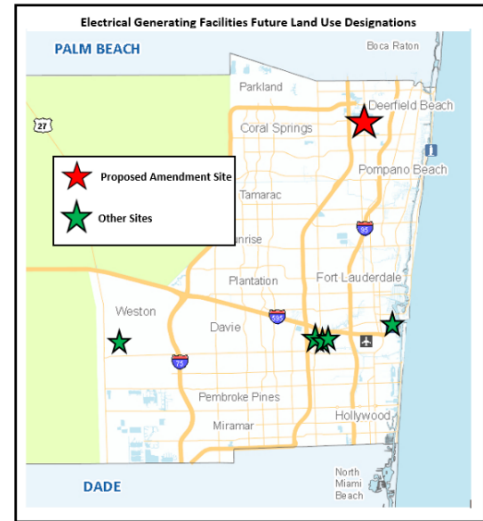 Electrical Generating Facilities Future Land Use Designations
PALM BEACH
Boca Raton
Parkland
Deerfield Beach
Coral Springs
27
Proposed Amendment Site
Pompano Beach
Tamarac
Other Sites
95
unrise
Plantation
Fort Lauderdale
Weston
595
Davie
75
Pembroke Pines
Hollywood
Miramar
North
Miami
Beach
DADE